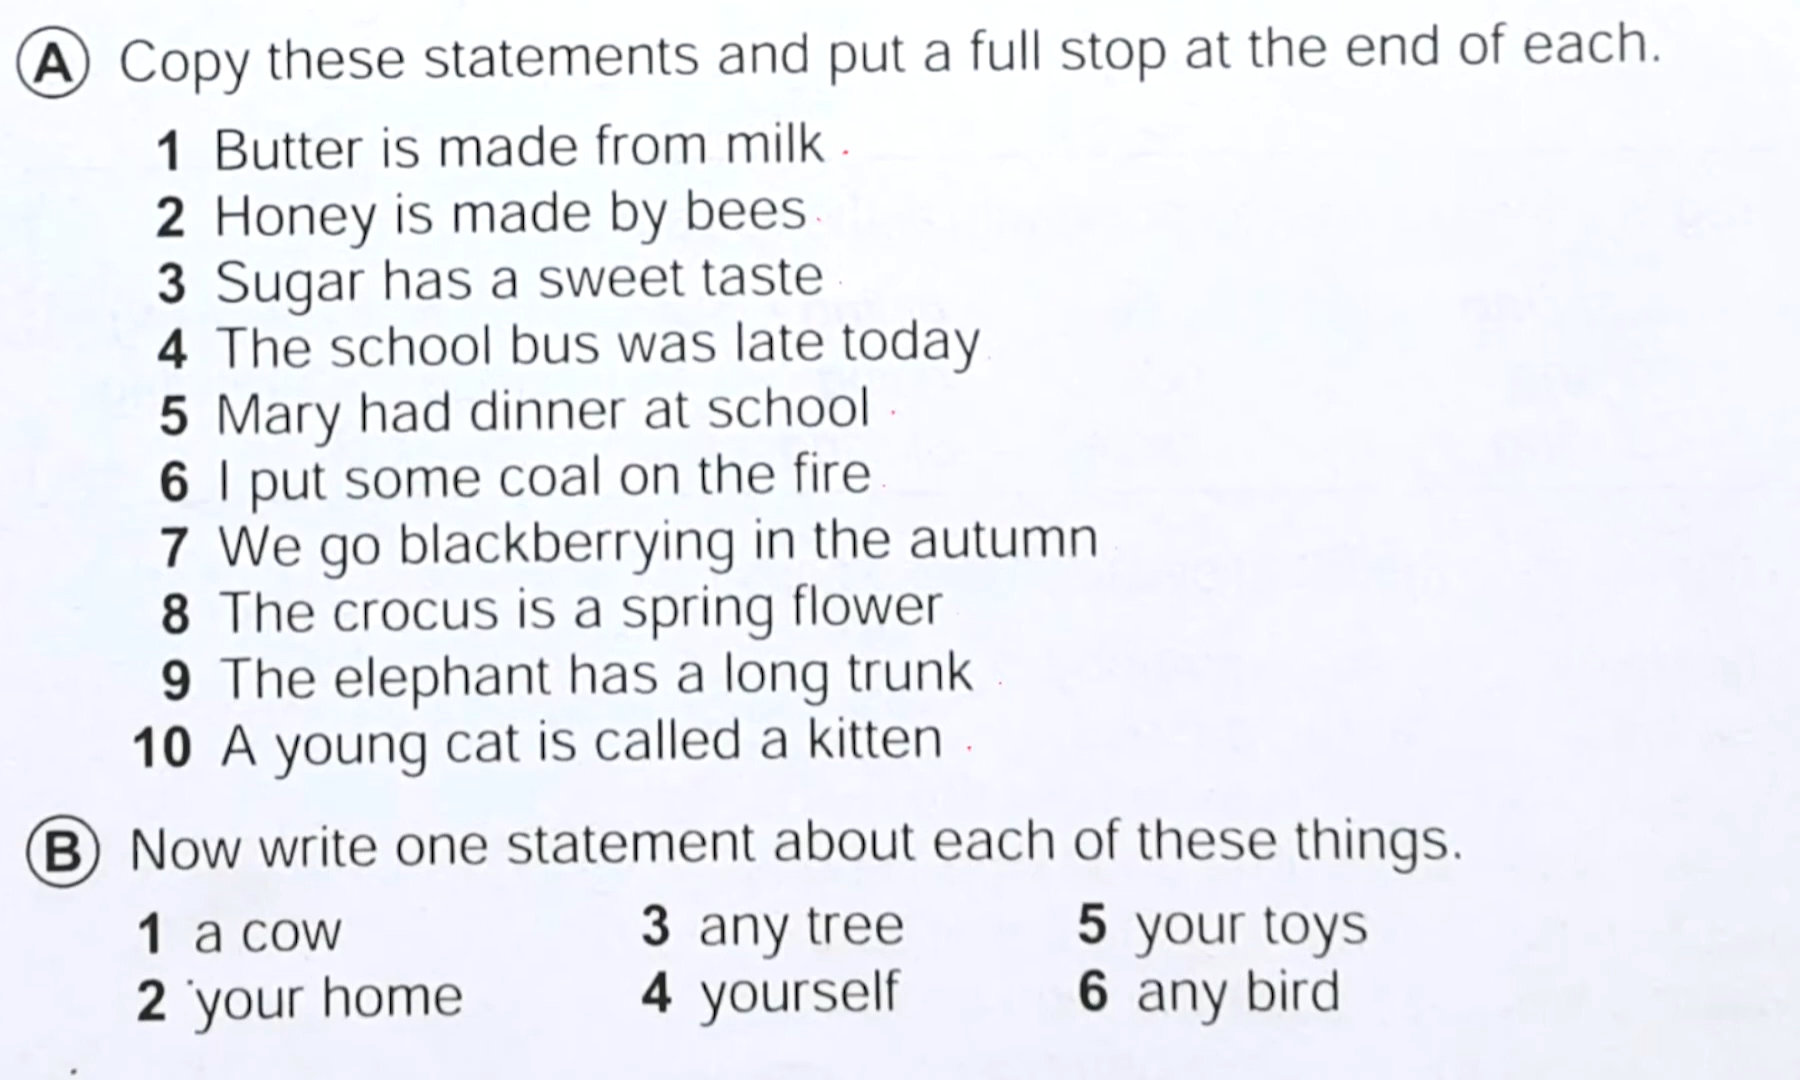 A Copy these statements and put a full stop at the end of each.
1 Butter is made from milk .
2 Honey is made by bees.
3 Sugar has a sweet taste .
4 The school bus was late today.
5 Mary had dinner at school .
6 I put some coal on the fire.
7 We go blackberrying in the autumn
8 The crocus is a spring flower
9 The elephant has a long trunk .
10 A young cat is called a kitten .
B Now write one statement about each of these things.
1 a cow 3 any tree 5 your toys
2 your home 4 yourself 6 any bird